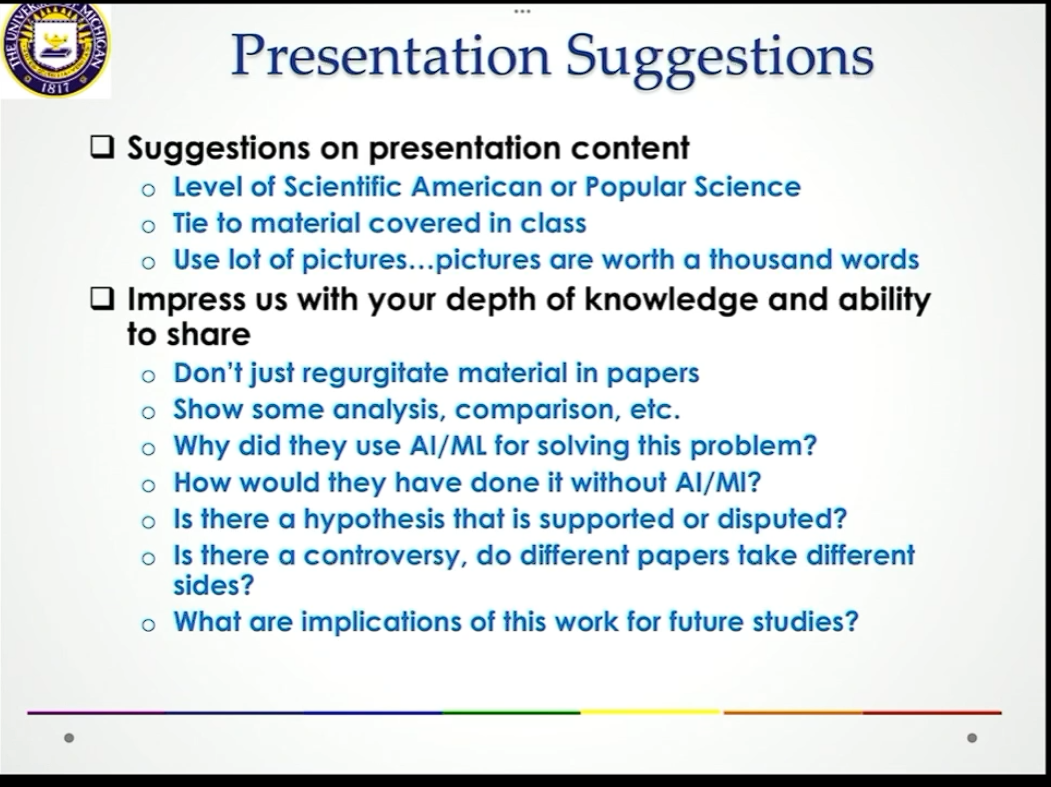 THE UNIVERSITY OF MICHIGAN
1817
Presentation Suggestions
Suggestions on presentation content
Level of Scientific American or Popular Science
Tie to material covered in class
Use lot of pictures...pictures are worth a thousand words
Impress us with your depth of knowledge and ability
to share
Don't just regurgitate material in papers
Show some analysis, comparison, etc.
Why did they use AI/ML for solving this problem?
How would they have done it without AI/Ml?
Is there a hypothesis that is supported or disputed?
Is there a controversy, do different papers take different
sides?
What are implications of this work for future studies?